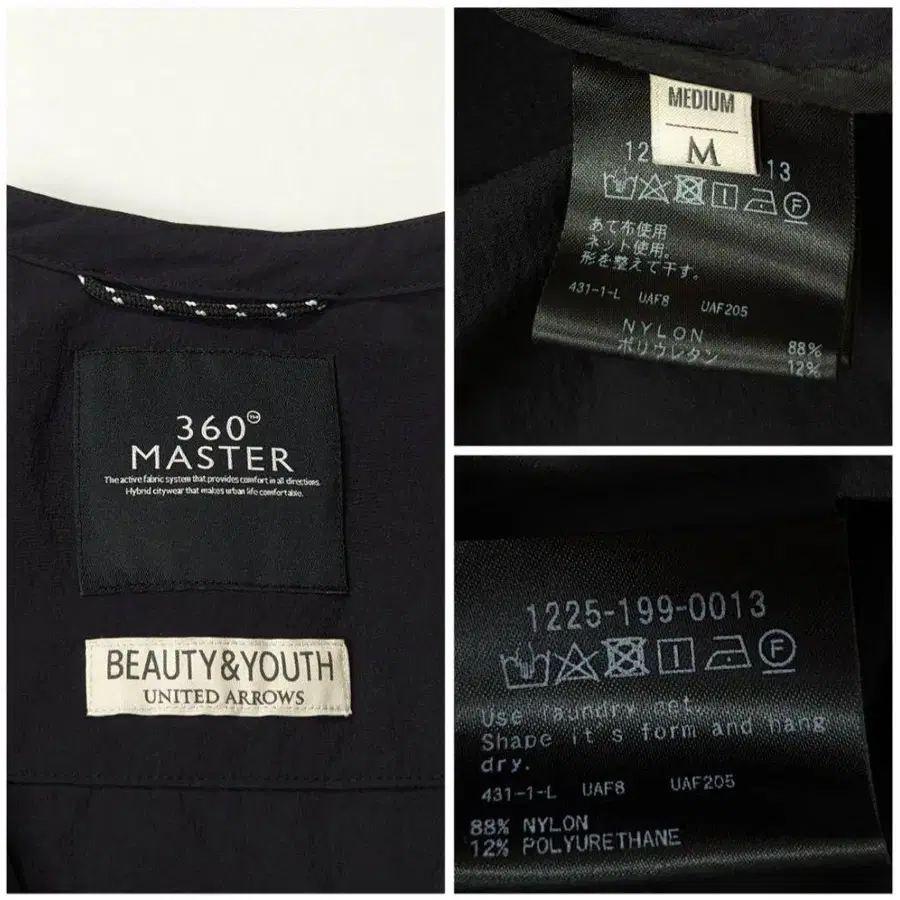 360™
MASTER
The active fabric system that provides comfort in all directions.
Hybrid citywear that makes urban life comfortable.
BEAUTY&YOUTH
UNITED ARROWS
MEDIUM
M
12 13
あて布使用
ネット使用。
形を整えて干す。
431-1-L UAF8 UAF205
NYLON 88%
ポリウレタン 12%
1225-199-0013
Use laundry net.
Shape it s form and hang
dry.
431-1-L UAF8 UAF205
88% NYLON
12% POLYURETHANE